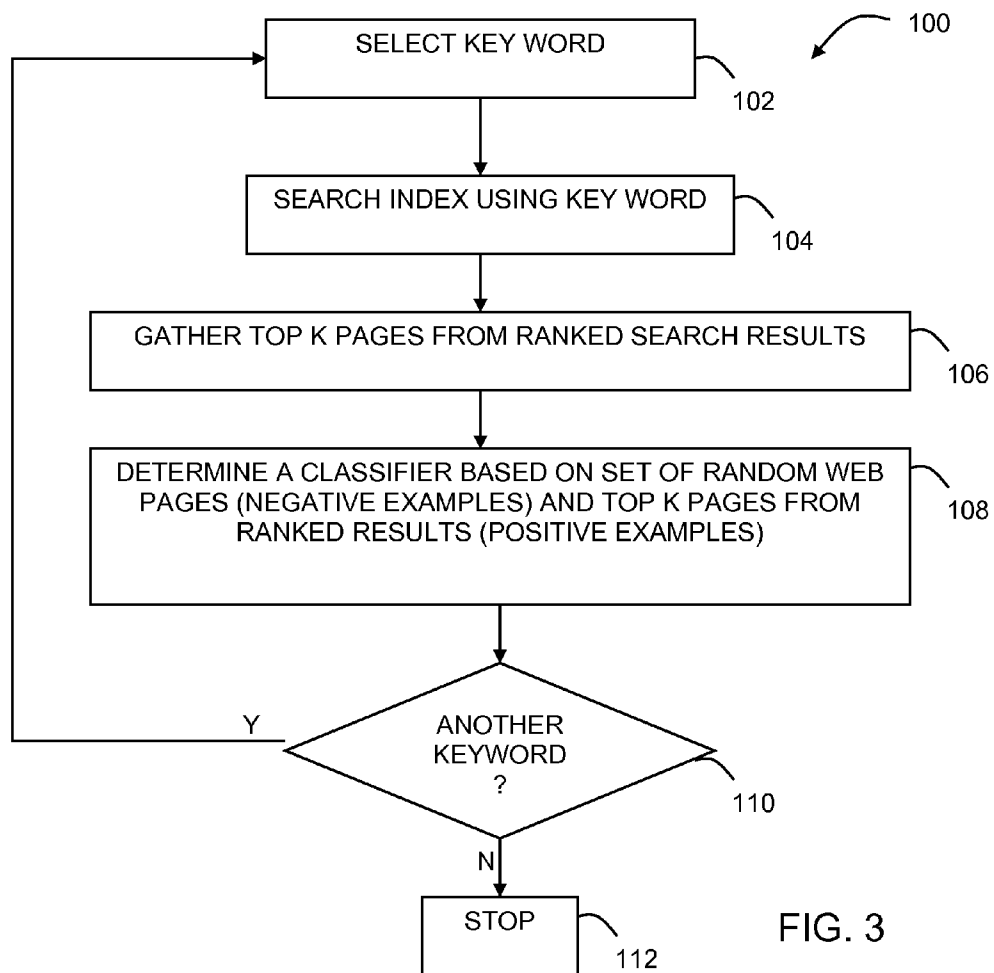 100
SELECT KEY WORD
102
SEARCH INDEX USING KEY WORD
104
GATHER TOP K PAGES FROM RANKED SEARCH RESULTS
106
DETERMINE A CLASSIFIER BASED ON SET OF RANDOM WEB
PAGES (NEGATIVE EXAMPLES) AND TOP K PAGES FROM
RANKED RESULTS (POSITIVE EXAMPLES)
108
Y
ANOTHER
KEYWORD
?
110
N
STOP
112
FIG. 3